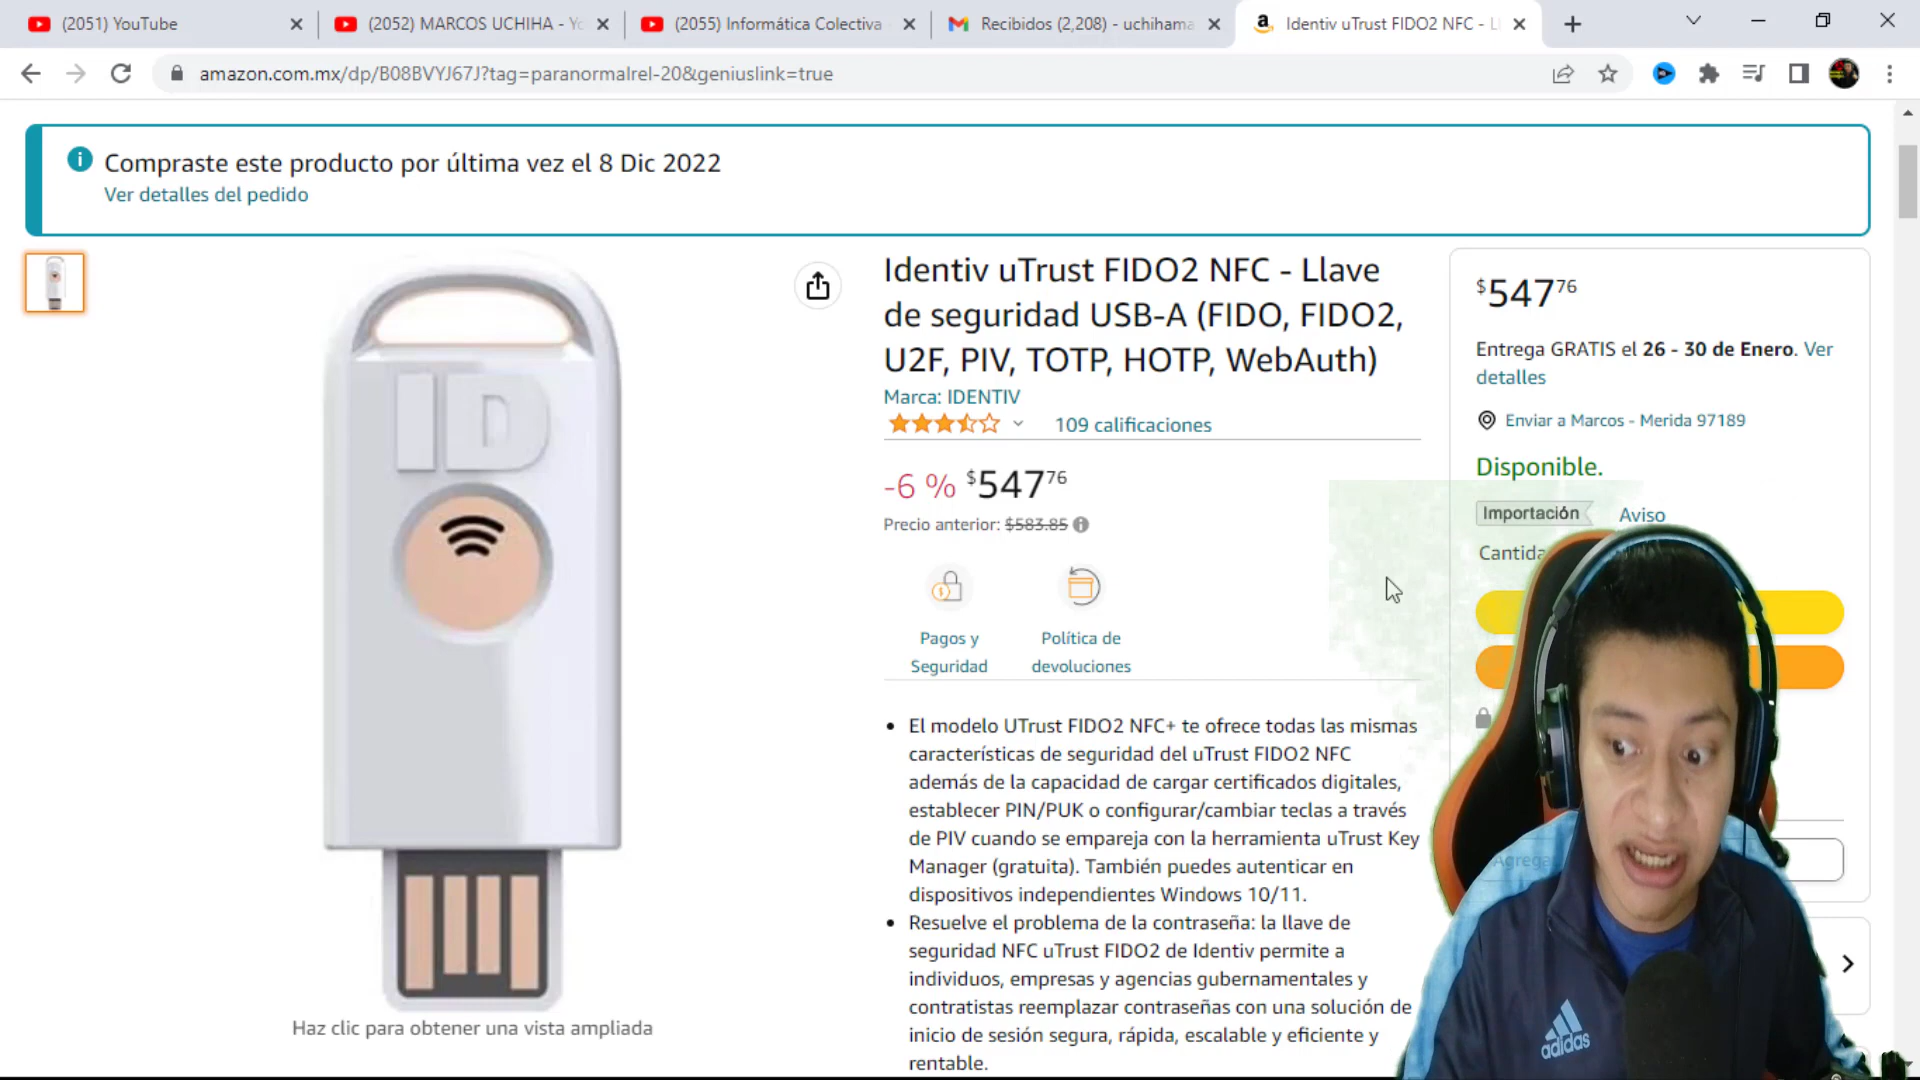 (2051) YouTube
(2052) MARCOS UCHIHA - Yo
(2055) Informática Colectiva
Recibidos (2,208) - uchihama
Identiv uTrust FIDO2 NFC - Ll
amazon.com.mx/dp/B08BVYJ67J?tag=paranormalrel-20&geniuslink=true
Compraste este producto por última vez el 8 Dic 2022
Ver detalles del pedido
ID
Haz clic para obtener una vista ampliada
Identiv uTrust FIDO2 NFC - Llave
de seguridad USB-A (FIDO, FIDO2,
U2F, PIV, TOTP, HOTP, WebAuth)
Marca: IDENTIV
109 calificaciones
-6 % $547 76
Precio anterior: $583.85
Pagos y
Seguridad
Política de
devoluciones
El modelo UTrust FIDO2 NFC+ te ofrece todas las mismas
características de seguridad del uTrust FIDO2 NFC
además de la capacidad de cargar certificados digitales,
establecer PIN/PUK o configurar/cambiar teclas a través
de PIV cuando se empareja con la herramienta uTrust Key
Manager (gratuita). También puedes autenticar en
dispositivos independientes Windows 10/11.
Resuelve el problema de la contraseña: la llave de
seguridad NFC uTrust FIDO2 de Identiv permite a
individuos, empresas y agencias gubernamentales y
contratistas reemplazar contraseñas con una solución de
inicio de sesión segura, rápida, escalable y eficiente y
rentable.
$547 76
Entrega GRATIS el 26 - 30 de Enero. Ver
detalles
Enviar a Marcos - Merida 97189
Disponible.
Importación
Aviso
Cantida
Agrega
adidas